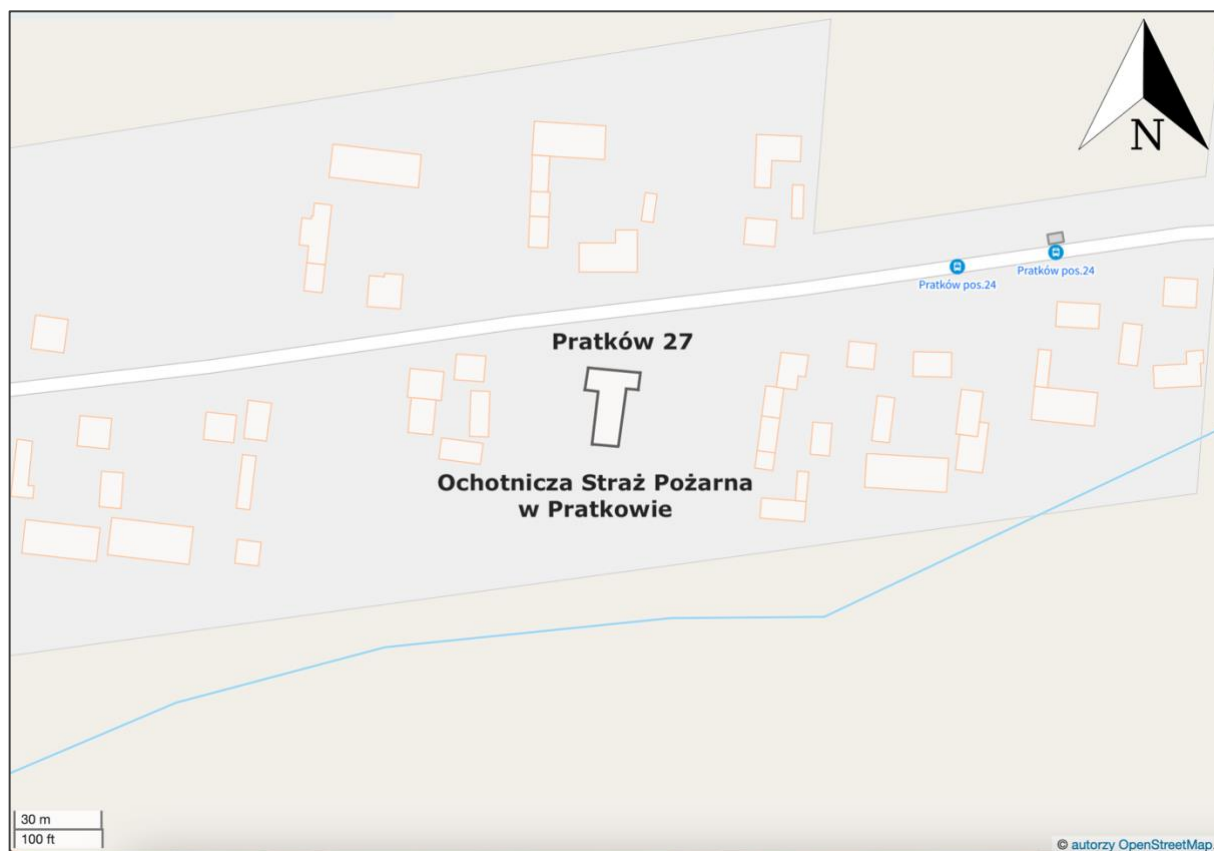 N
Pratków pos.24
Pratków pos.24
Pratków 27
Ochotnicza Straż Pożarna
w Pratkowie
30 m
100 ft
© autorzy OpenStreetMap.